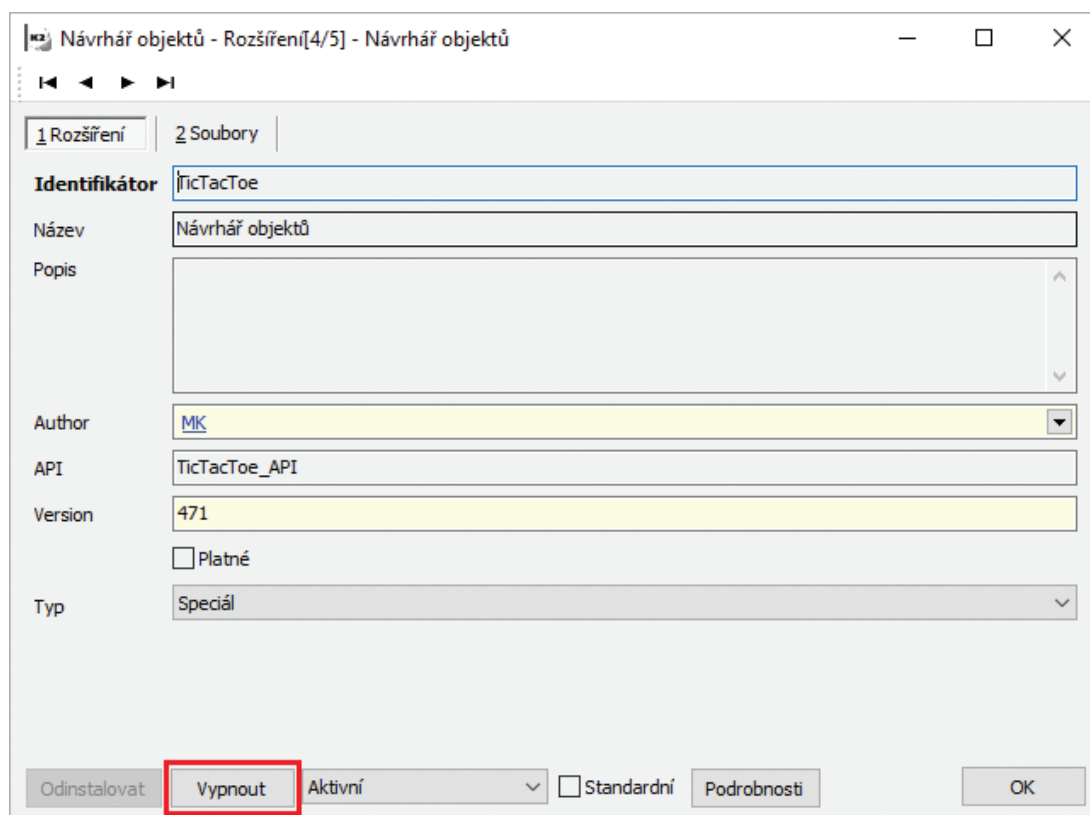 K2 Návrhář objektů - Rozšíření[4/5] - Návrhář objektů
1 Rozšíření 2 Soubory
Identifikátor TicTacToe
Název Návrhář objektů
Popis
Author MK
API TicTacToe_API
Version 471
Platné
Typ Speciál
Odinstalovat Vypnout Aktivní Standardní Podrobnosti OK